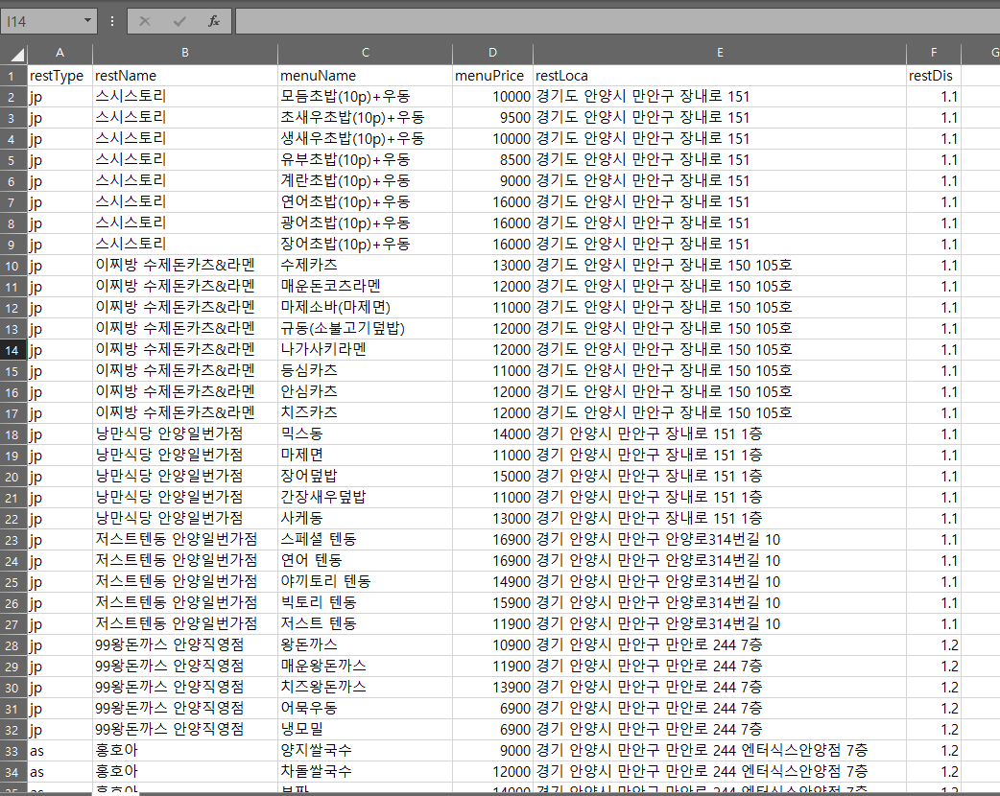 I14
fx
A B C D E F G
1 restType restName menuName menuPrice restLoca restDis
2 jp 스시스토리 모듬초밥(10p)+우동 10000 경기도 안양시 만안구 장내로 151 1.1
3 jp 스시스토리 초새우초밥(10p)+우동 9500 경기도 안양시 만안구 장내로 151 1.1
4 jp 스시스토리 생새우초밥(10p)+우동 10000 경기도 안양시 만안구 장내로 151 1.1
5 jp 스시스토리 유부초밥(10p)+우동 8500 경기도 안양시 만안구 장내로 151 1.1
6 jp 스시스토리 계란초밥(10p)+우동 9000 경기도 안양시 만안구 장내로 151 1.1
7 jp 스시스토리 연어초밥(10p)+우동 16000 경기도 안양시 만안구 장내로 151 1.1
8 jp 스시스토리 광어초밥(10p)+우동 16000 경기도 안양시 만안구 장내로 151 1.1
9 jp 스시스토리 장어초밥(10p)+우동 16000 경기도 안양시 만안구 장내로 151 1.1
10 jp 이찌방 수제돈카츠&라멘 수제카츠 13000 경기도 안양시 만안구 장내로 150 105호 1.1
11 jp 이찌방 수제돈카츠&라멘 매운돈코츠라멘 12000 경기도 안양시 만안구 장내로 150 105호 1.1
12 jp 이찌방 수제돈카츠&라멘 마제소바(마제면) 11000 경기도 안양시 만안구 장내로 150 105호 1.1
13 jp 이찌방 수제돈카츠&라멘 규동(소불고기덮밥) 12000 경기도 안양시 만안구 장내로 150 105호 1.1
14 jp 이찌방 수제돈카츠&라멘 나가사키라멘 12000 경기도 안양시 만안구 장내로 150 105호 1.1
15 jp 이찌방 수제돈카츠&라멘 등심카츠 11000 경기도 안양시 만안구 장내로 150 105호 1.1
16 jp 이찌방 수제돈카츠&라멘 안심카츠 12000 경기도 안양시 만안구 장내로 150 105호 1.1
17 jp 이찌방 수제돈카츠&라멘 치즈카츠 12000 경기도 안양시 만안구 장내로 150 105호 1.1
18 jp 낭만식당 안양일번가점 믹스동 14000 경기 안양시 만안구 장내로 151 1층 1.1
19 jp 낭만식당 안양일번가점 마제면 11000 경기 안양시 만안구 장내로 151 1층 1.1
20 jp 낭만식당 안양일번가점 장어덮밥 15000 경기 안양시 만안구 장내로 151 1층 1.1
21 jp 낭만식당 안양일번가점 간장새우덮밥 11000 경기 안양시 만안구 장내로 151 1층 1.1
22 jp 낭만식당 안양일번가점 사케동 13000 경기 안양시 만안구 장내로 151 1층 1.1
23 jp 저스트텐동 안양일번가점 스페셜 텐동 16900 경기 안양시 만안구 안양로314번길 10 1.1
24 jp 저스트텐동 안양일번가점 연어 텐동 16900 경기 안양시 만안구 안양로314번길 10 1.1
25 jp 저스트텐동 안양일번가점 야끼토리 텐동 14900 경기 안양시 만안구 안양로314번길 10 1.1
26 jp 저스트텐동 안양일번가점 빅토리 텐동 15900 경기 안양시 만안구 안양로314번길 10 1.1
27 jp 저스트텐동 안양일번가점 저스트 텐동 11900 경기 안양시 만안구 안양로314번길 10 1.1
28 jp 99왕돈까스 안양직영점 왕돈까스 10900 경기 안양시 만안구 만안로 244 7층 1.2
29 jp 99왕돈까스 안양직영점 매운왕돈까스 11900 경기 안양시 만안구 만안로 244 7층 1.2
30 jp 99왕돈까스 안양직영점 치즈왕돈까스 13900 경기 안양시 만안구 만안로 244 7층 1.2
31 jp 99왕돈까스 안양직영점 어묵우동 6900 경기 안양시 만안구 만안로 244 7층 1.2
32 jp 99왕돈까스 안양직영점 냉모밀 6900 경기 안양시 만안구 만안로 244 7층 1.2
33 as 홍호아 양지쌀국수 9000 경기 안양시 만안구 만안로 244 엔터식스안양점 7층 1.2
34 as 홍호아 차돌쌀국수 12000 경기 안양시 만안구 만안로 244 엔터식스안양점 7층 1.2
35 as 홍호아 14000 경기 안양시 만안구 만안로 244 엔터식스안양점 7층 1.2